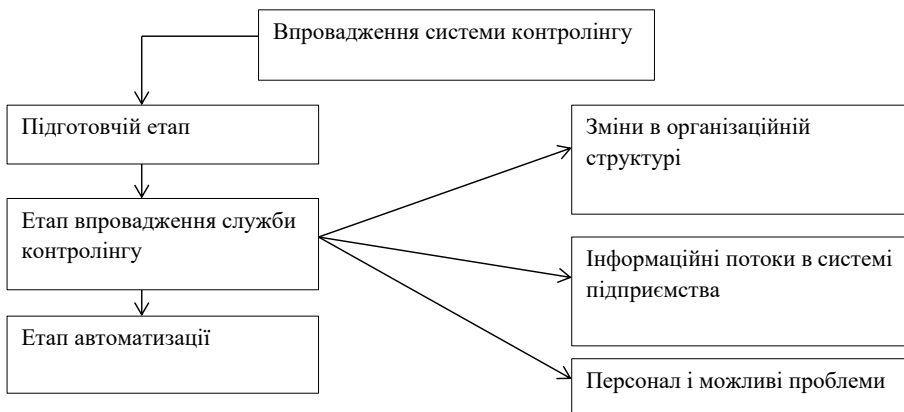 Впровадження системи контролінгу
Підготовчій етап
Етап впровадження служби
контролінгу
Етап автоматизації
Зміни в організаційній
структурі
Інформаційні потоки в системі
підприємства
Персонал і можливі проблеми